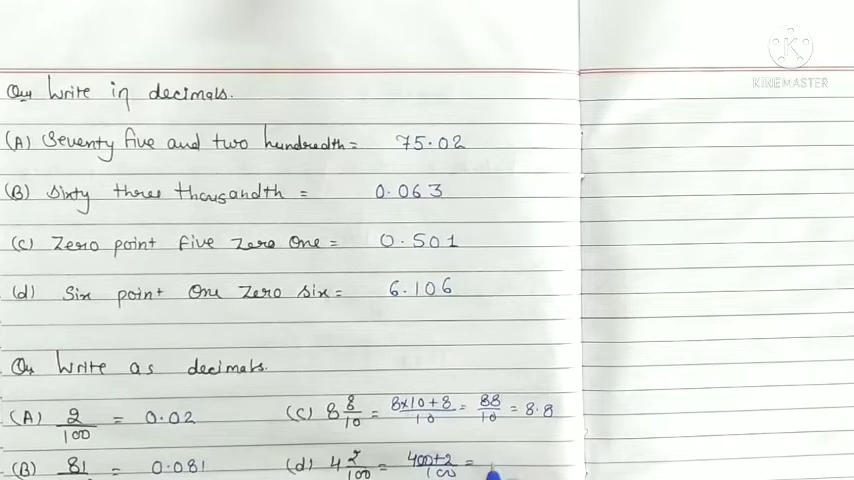 KINEMASTER
Qu Write in decimals.
(A) Seventy five and two hundredth = 75.02
(B) Sixty three thousandth = 0.063
(C) Zero point five zero one = 0.501
(d) Six point one zero six = 6.106
Qu Write as decimals.
(A) 2/100 = 0.02 (C) 8 8/10 = 8x10+8/10 = 88/10 = 8.8
(B) 81 = 0.081 (d) 4 2/100 = 400+2/100 =